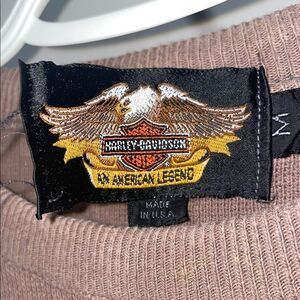 HARLEY-DAVIDSON
AN AMERICAN LEGEND
MADE
IN U.S.A.
M